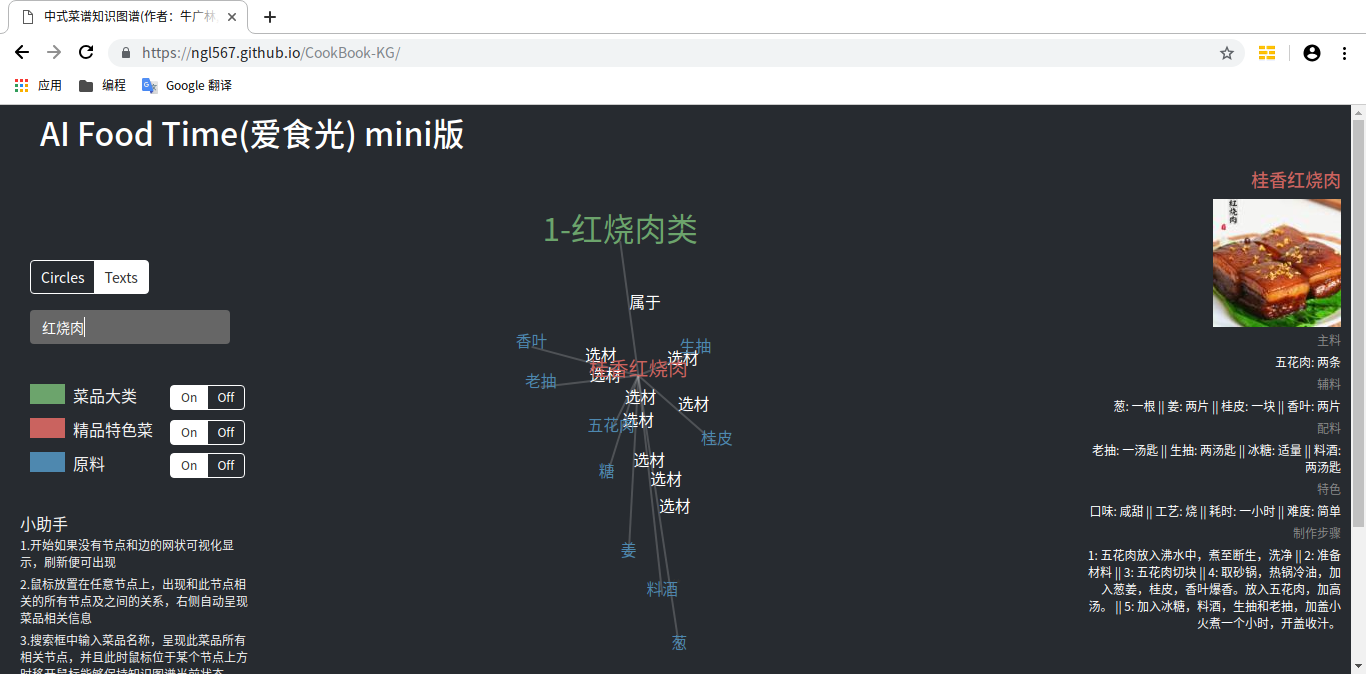 中式菜谱知识图谱(作者：牛广林
https://ngl567.github.io/CookBook-KG/
应用 编程 Google 翻译
AI Food Time(爱食光) mini版
Circles Texts
红烧肉
菜品大类 On Off
精品特色菜 On Off
原料 On Off
小助手
1.开始如果没有节点和边的网状可视化显
示，刷新便可出现
2.鼠标放置在任意节点上，出现和此节点相
关的所有节点及之间的关系，右侧自动呈现
菜品相关信息
3.搜索框中输入菜品名称，呈现此菜品所有
相关节点，并且此时鼠标位于某个节点上方
时移开鼠标能够保持知识图谱当前状态
1-红烧肉类
属于
香叶
选材
生抽
选材
桂香红烧肉
老抽
选材
选材
选材
五花肉
选材
桂皮
选材
糖
选材
选材
姜
料酒
葱
桂香红烧肉
红烧肉
主料
五花肉: 两条
辅料
葱: 一根 || 姜: 两片 || 桂皮: 一块 || 香叶: 两片
配料
老抽: 一汤匙 || 生抽: 两汤匙 || 冰糖: 适量 || 料酒:
两汤匙
特色
口味: 咸甜 || 工艺: 烧 || 耗时: 一小时 || 难度: 简单
制作步骤
1: 五花肉放入沸水中，煮至断生，洗净 || 2: 准备
材料 || 3: 五花肉切块 || 4: 取砂锅，热锅冷油，加
入葱姜，桂皮，香叶爆香。放入五花肉，加高
汤。 || 5: 加入冰糖，料酒，生抽和老抽，加盖小
火煮一个小时，开盖收汁。